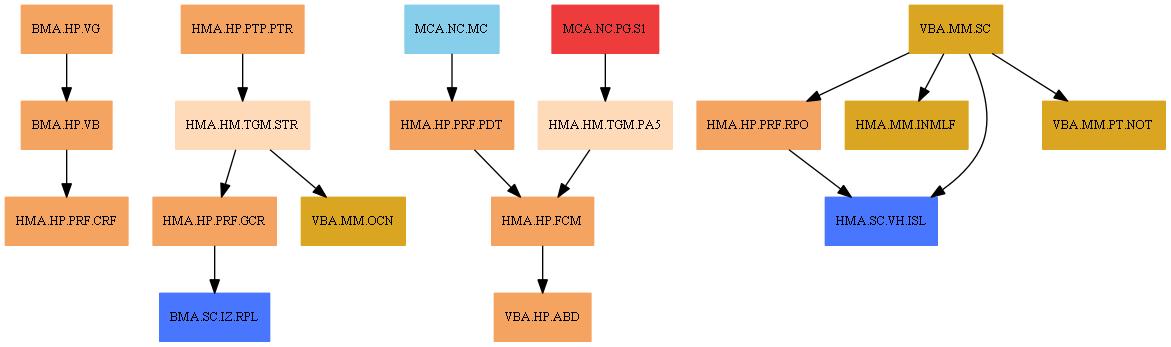 BMA.HP.VG
HMA.HP.PTP.PTR
MCA.NC.MC
MCA.NC.PG.S1
VBA.MM.SC
BMA.HP.VB
HMA.HM.TGM.STR
HMA.HP.PRF.PDT
HMA.HM.TGM.PA5
HMA.HP.PRF.RPO
HMA.MM.INMLF
VBA.MM.PT.NOT
HMA.HP.PRF.CRF
HMA.HP.PRF.GCR
VBA.MM.OCN
HMA.HP.FCM
HMA.SC.VH.ISL
BMA.SC.IZ.RPL
VBA.HP.ABD